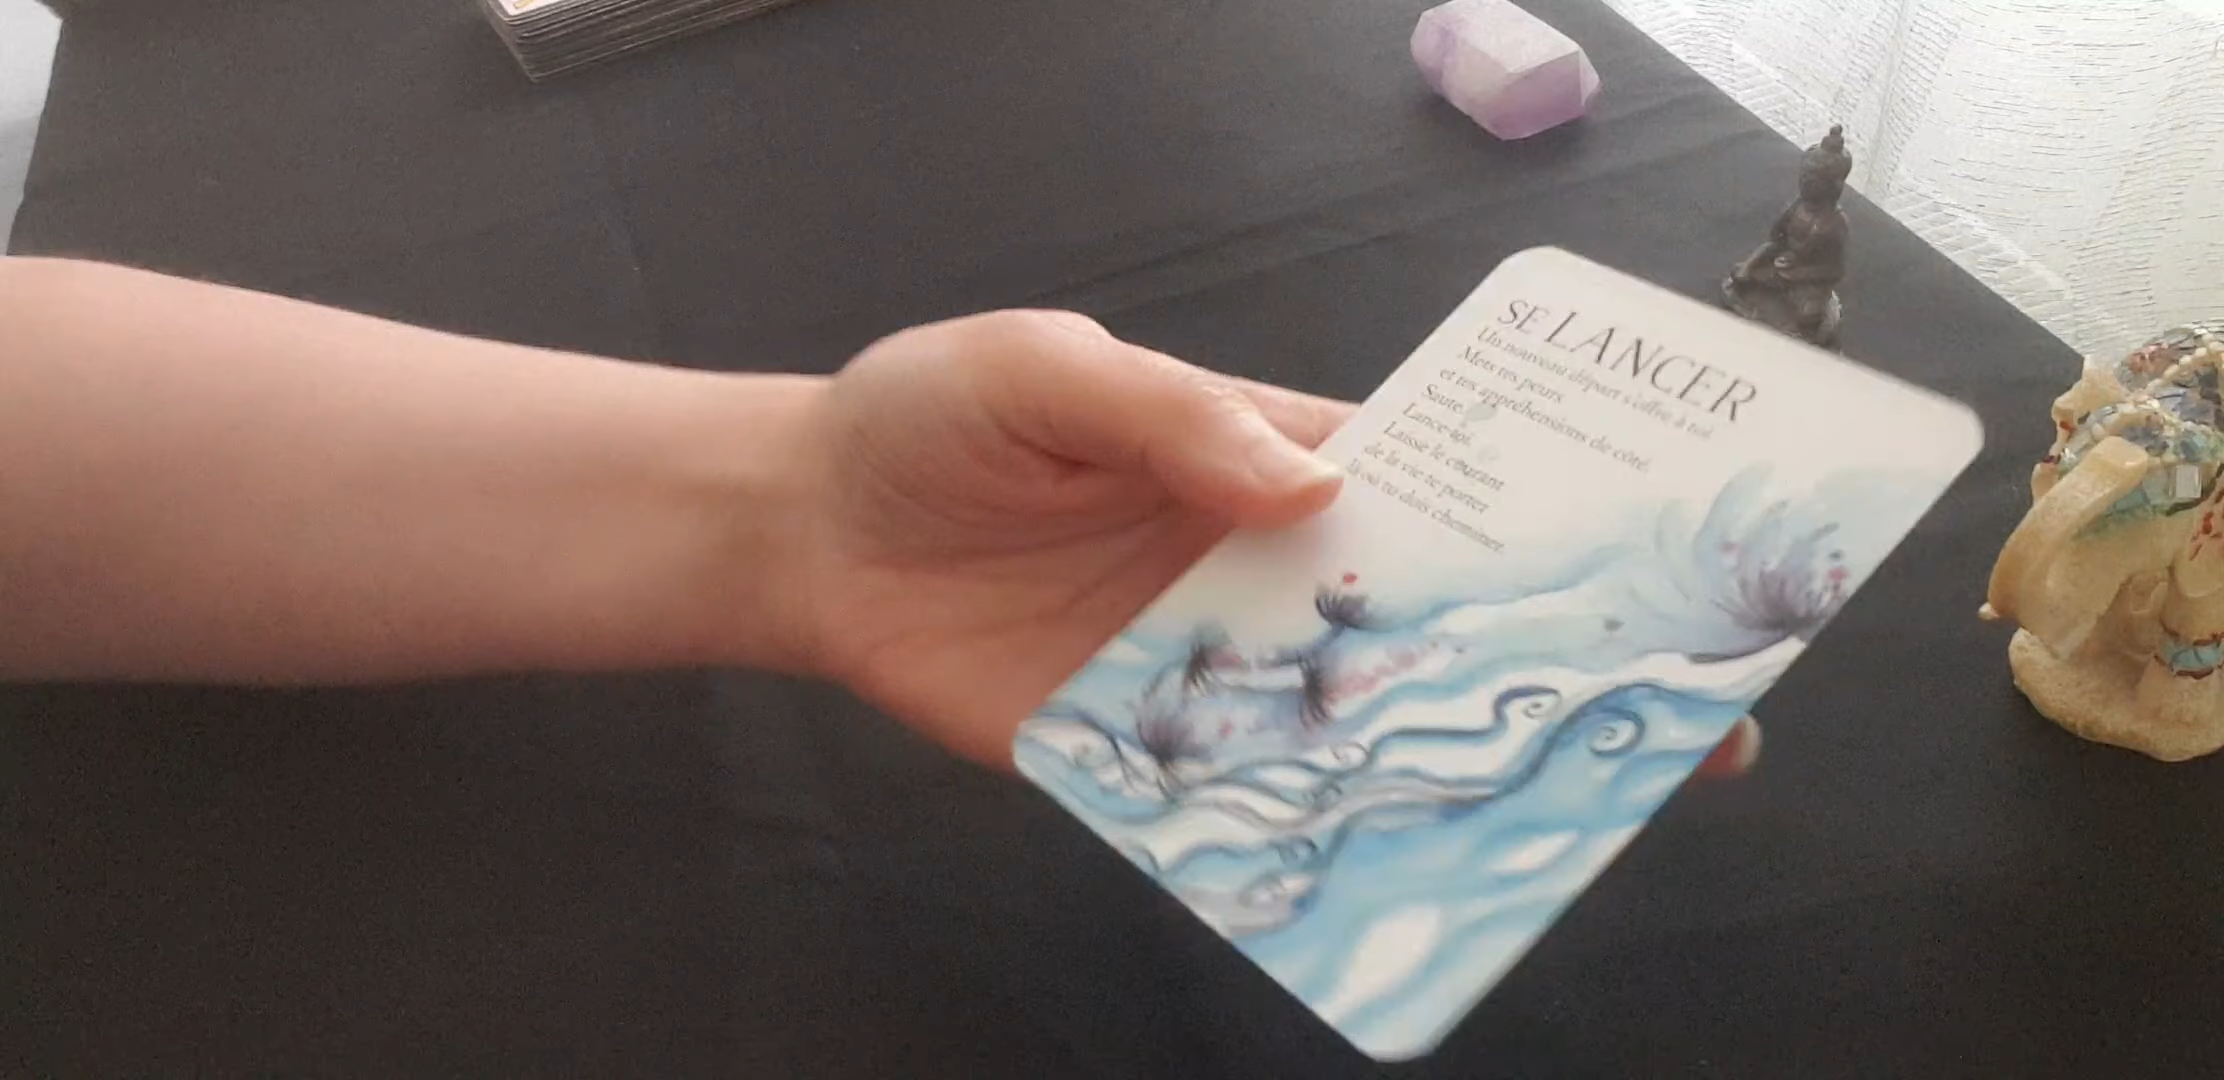 SE LANCER
Un nouveau départ s'offre à toi.
Mets tes peurs
et tes appréhensions de côté.
Saute.
Lance-toi.
Laisse le courant
de la vie te porter
là où tu dois cheminer.